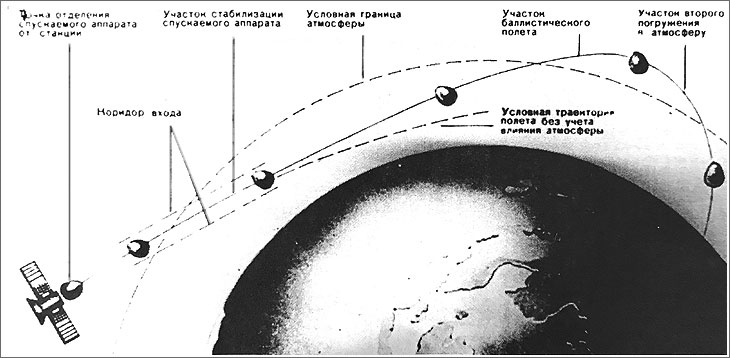 Точка отделения
спускаемого аппарата
от станции
Участок стабилизации
спускаемого аппарата
Условная граница
атмосферы
Участок
баллистического
полета
Участок второго
погружения
в атмосферу
Коридор входа
Условная траектория
полета без учета
влияния атмосферы